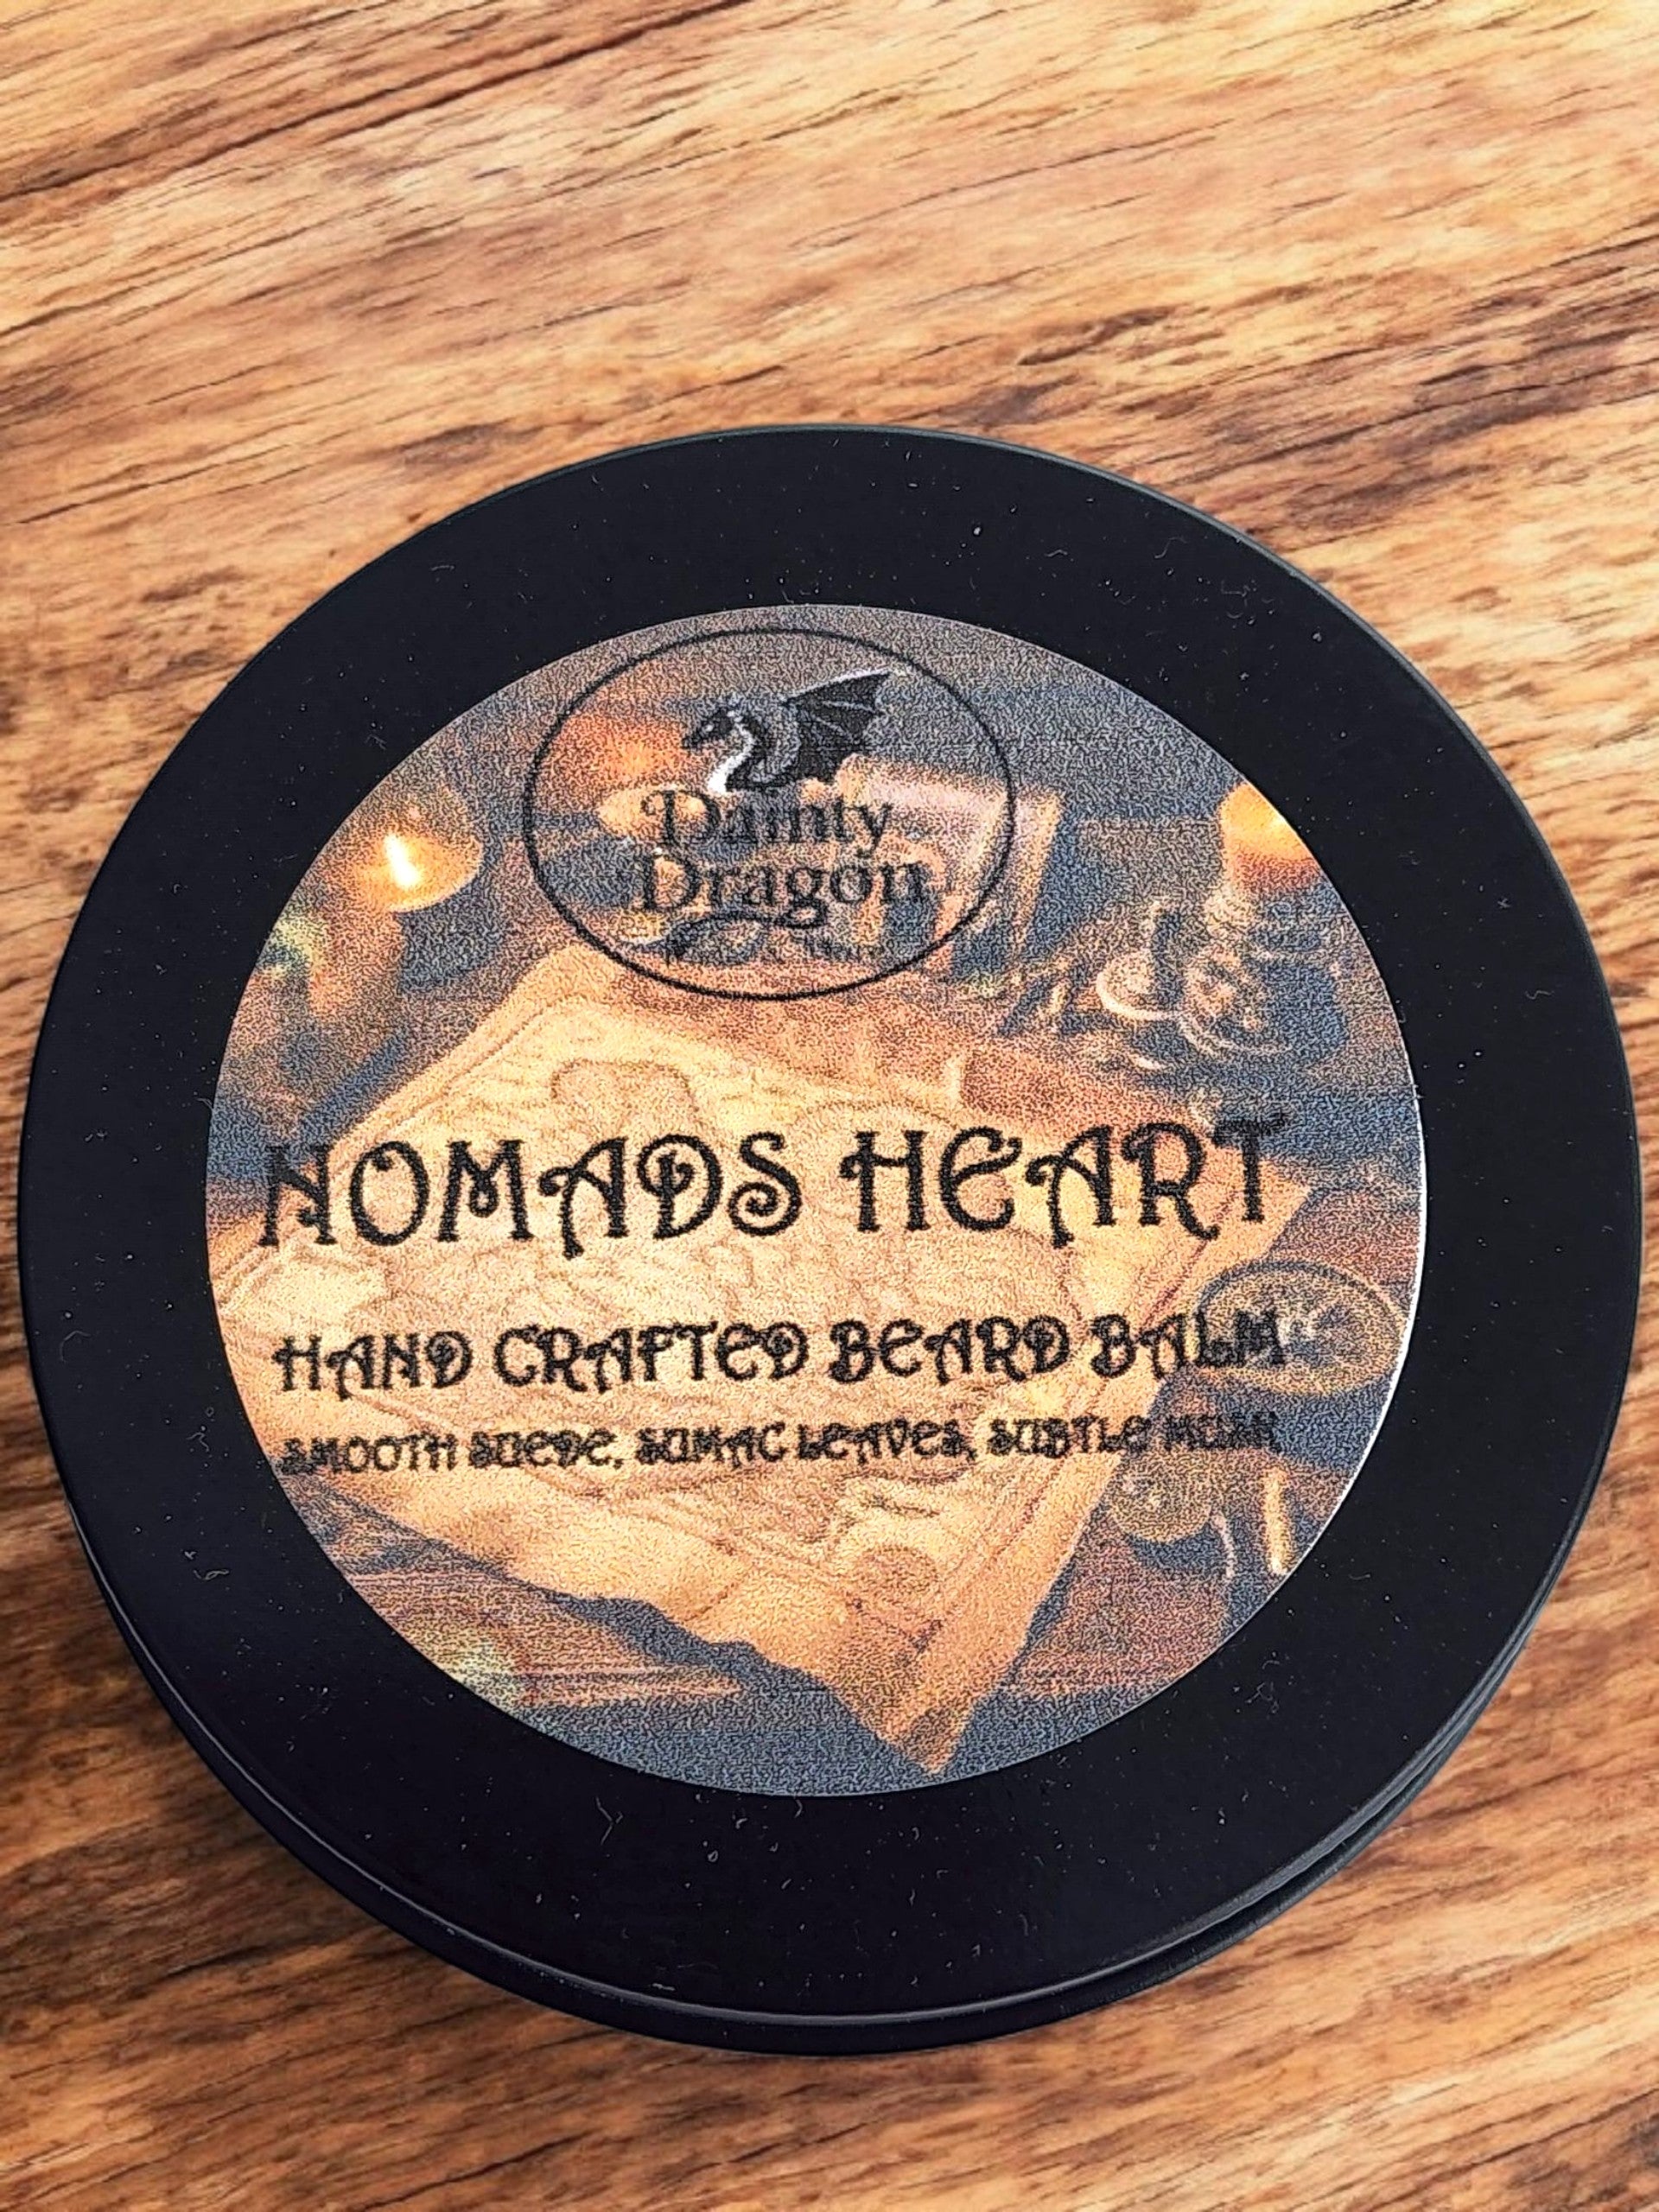 Dainty
Dragon
NOMADS HEART
HAND CRAFTED BEARD BALM
SMOOTH SUEDE, SUMAC LEAVES, SUBTLE MUSK